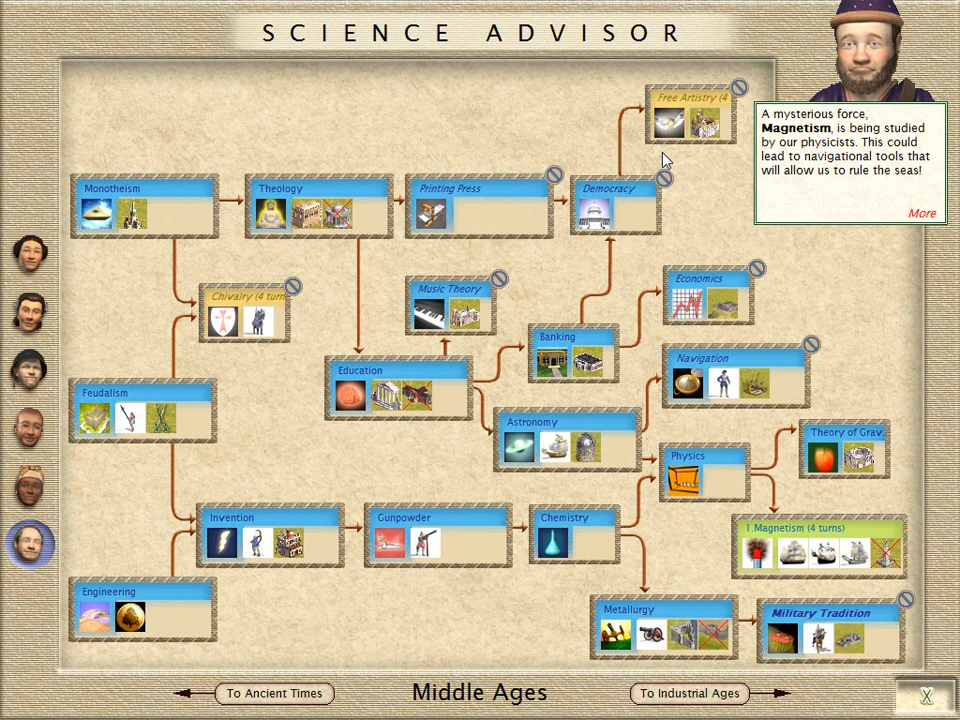 SCIENCE ADVISOR
A mysterious force,
Magnetism, is being studied
by our physicists. This could
lead to navigational tools that
will allow us to rule the seas!
More
Free Artistry (4
Monotheism
Theology
Printing Press
Democracy
Chivalry (4 turn
Music Theory
Economics
Banking
Education
Navigation
Feudalism
Astronomy
Theory of Grav
Physics
Invention
Gunpowder
Chemistry
1.Magnetism (4 turns)
Engineering
Metallurgy
Military Tradition
To Ancient Times
Middle Ages
To Industrial Ages
X